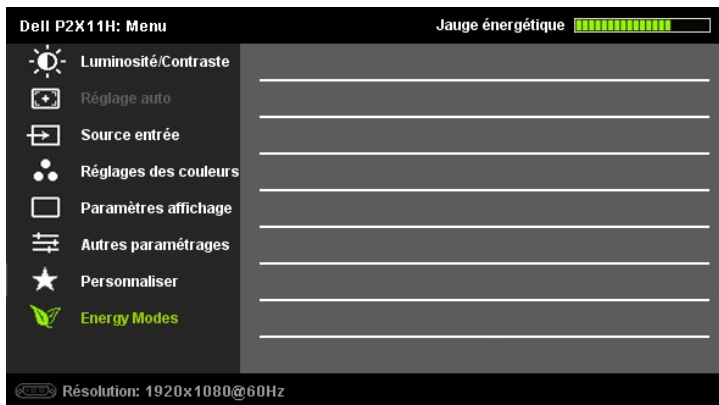 Dell P2X11H: Menu
Jauge énergétique
Luminosité/Contraste
Réglage auto
Source entrée
Réglages des couleurs
Paramètres affichage
Autres paramétrages
Personnaliser
Energy Modes
Résolution: 1920x1080@60Hz